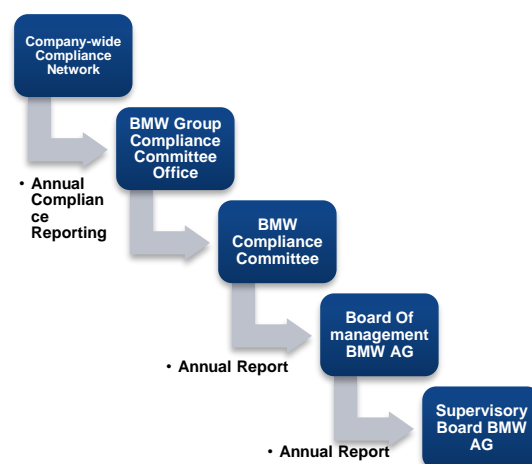 Company-wide
Compliance
Network
BMW Group
Compliance
Committee
Office
• Annual
Complian
ce
Reporting
BMW
Compliance
Committee
Board Of
management
BMW AG
• Annual Report
Supervisory
Board BMW
AG
• Annual Report